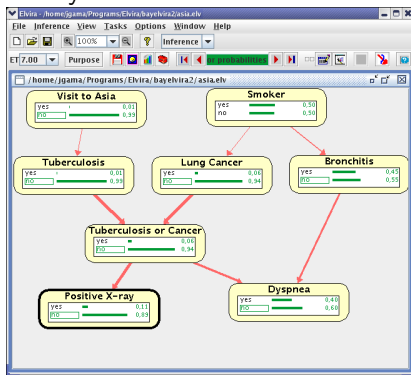 Elvira - /home/jgama/Programs/Elvira/bayelvira2/asia.elv
File Inference View Tasks Options Window Help
100% Inference
ET 7.00 Purpose or probabilities
/home/jgama/Programs/Elvira/bayelvira2/asia.elv
Visit to Asia
yes 0,01
no 0,99
Smoker
yes 0,50
no 0,50
Tuberculosis
yes 0,01
no 0,99
Lung Cancer
yes 0,06
no 0,94
Bronchitis
yes 0,45
no 0,55
Tuberculosis or Cancer
yes 0,06
no 0,94
Positive X-ray
yes 0,11
no 0,89
Dyspnea
yes 0,40
no 0,60